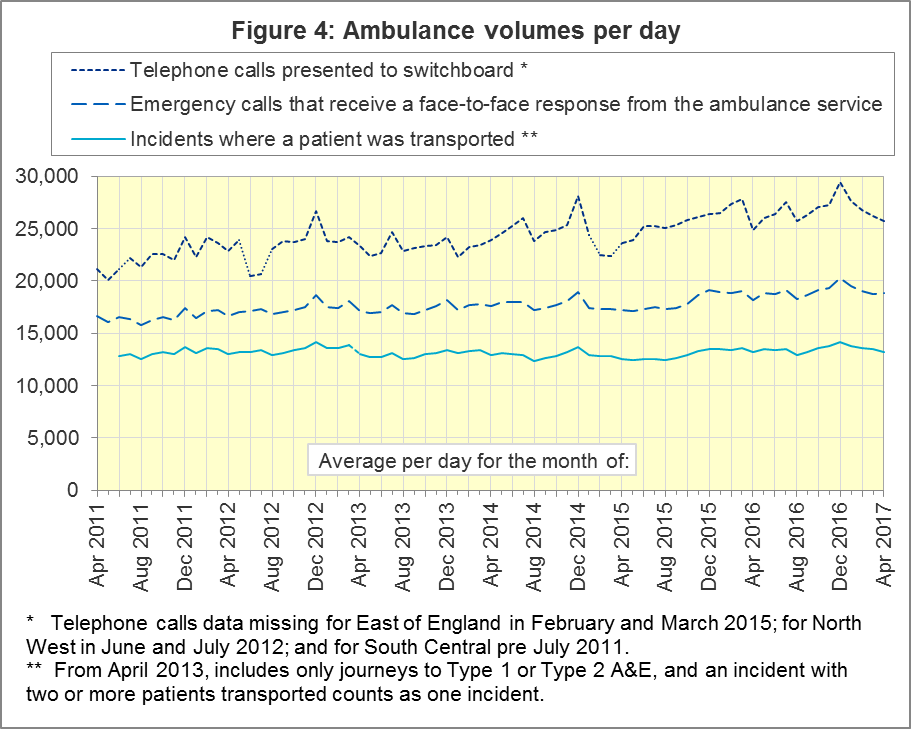 Figure 4: Ambulance volumes per day
Telephone calls presented to switchboard *
Emergency calls that receive a face-to-face response from the ambulance service
Incidents where a patient was transported **
30,000
25,000
20,000
15,000
10,000
5,000
0
Average per day for the month of:
Apr 2011
Aug 2011
Dec 2011
Apr 2012
Aug 2012
Dec 2012
Apr 2013
Aug 2013
Dec 2013
Apr 2014
Aug 2014
Dec 2014
Apr 2015
Aug 2015
Dec 2015
Apr 2016
Aug 2016
Dec 2016
Apr 2017
* Telephone calls data missing for East of England in February and March 2015; for North
West in June and July 2012; and for South Central pre July 2011.
** From April 2013, includes only journeys to Type 1 or Type 2 A&E, and an incident with
two or more patients transported counts as one incident.